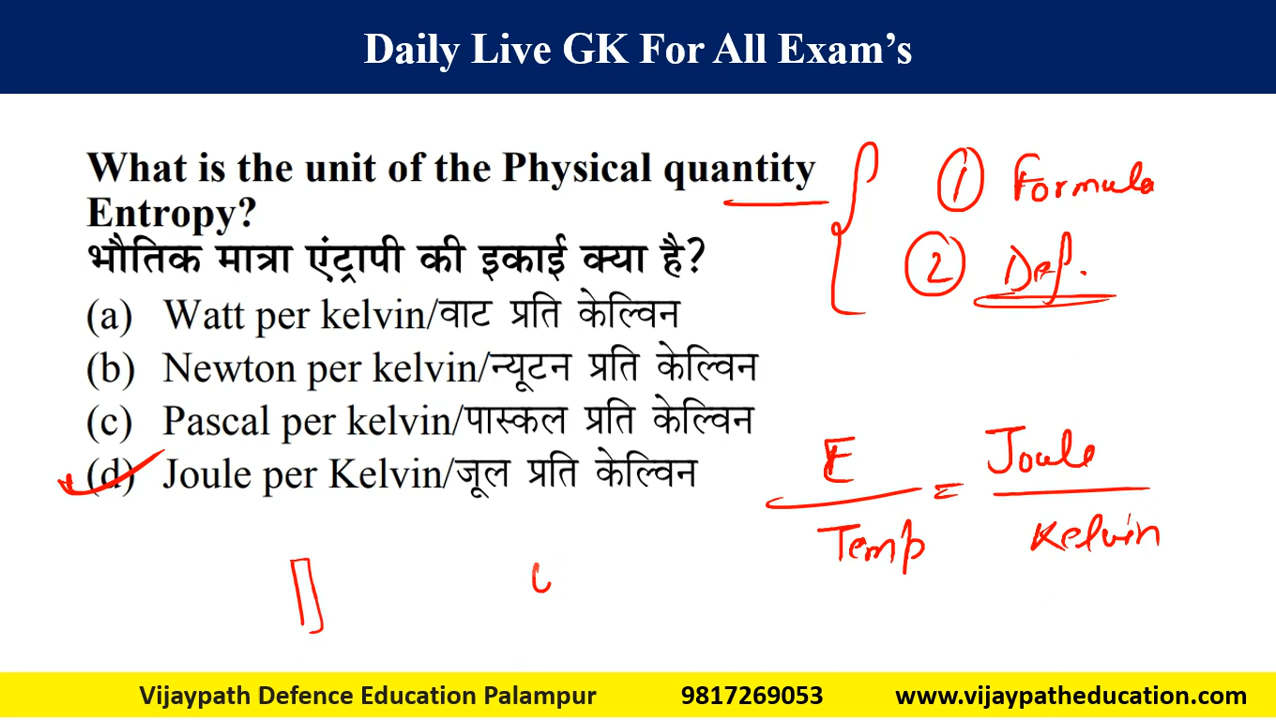 Daily Live GK For All Exam's
What is the unit of the Physical quantity
Entropy?
भौतिक मात्रा एंट्रापी की इकाई क्या है?
(a) Watt per kelvin/वाट प्रति केल्विन
(b) Newton per kelvin/न्यूटन प्रति केल्विन
(c) Pascal per kelvin/पास्कल प्रति केल्विन
(d) Joule per Kelvin/जूल प्रति केल्विन
1 Formula
2 Def.
E = Joule
Temp Kelvin
Vijaypath Defence Education Palampur 9817269053 www.vijaypatheducation.com